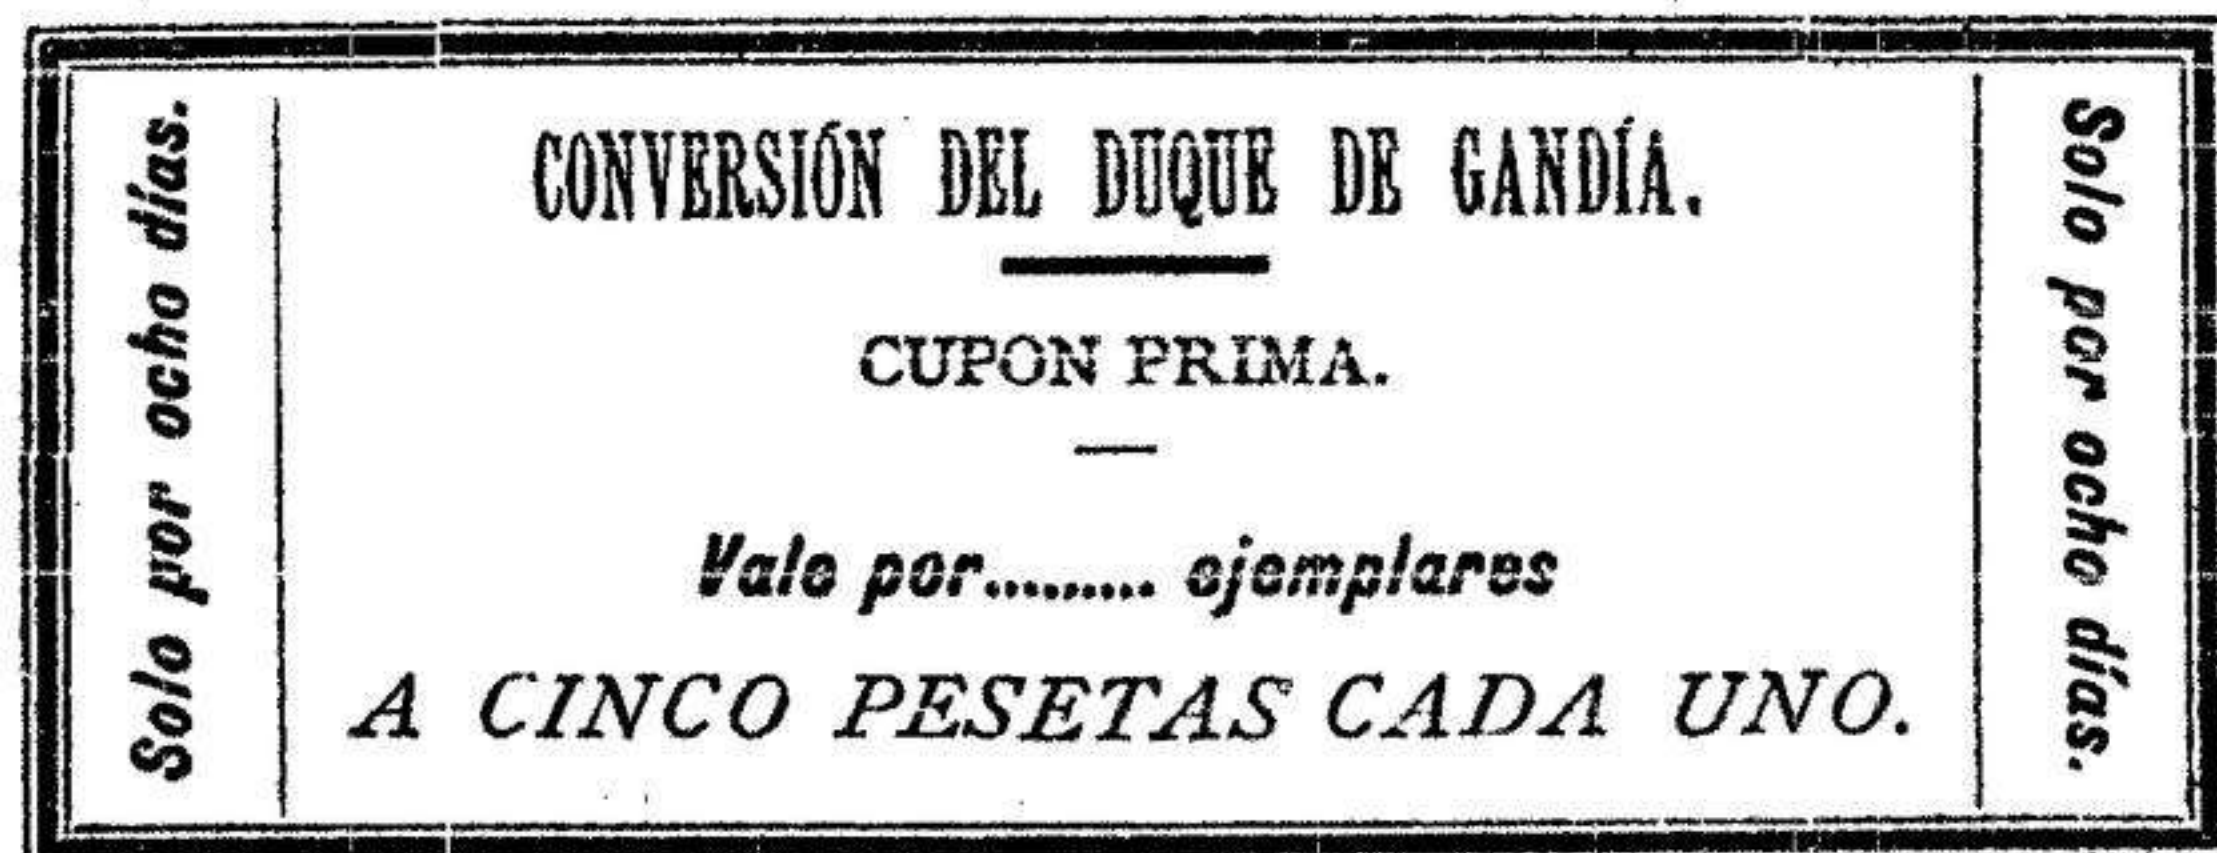 Solo por ocho días.
CONVERSIÓN DEL DUQUE DE GANDÍA.
CUPON PRIMA.
Vale por......... ejemplares
A CINCO PESETAS CADA UNO.
Solo por ocho días.